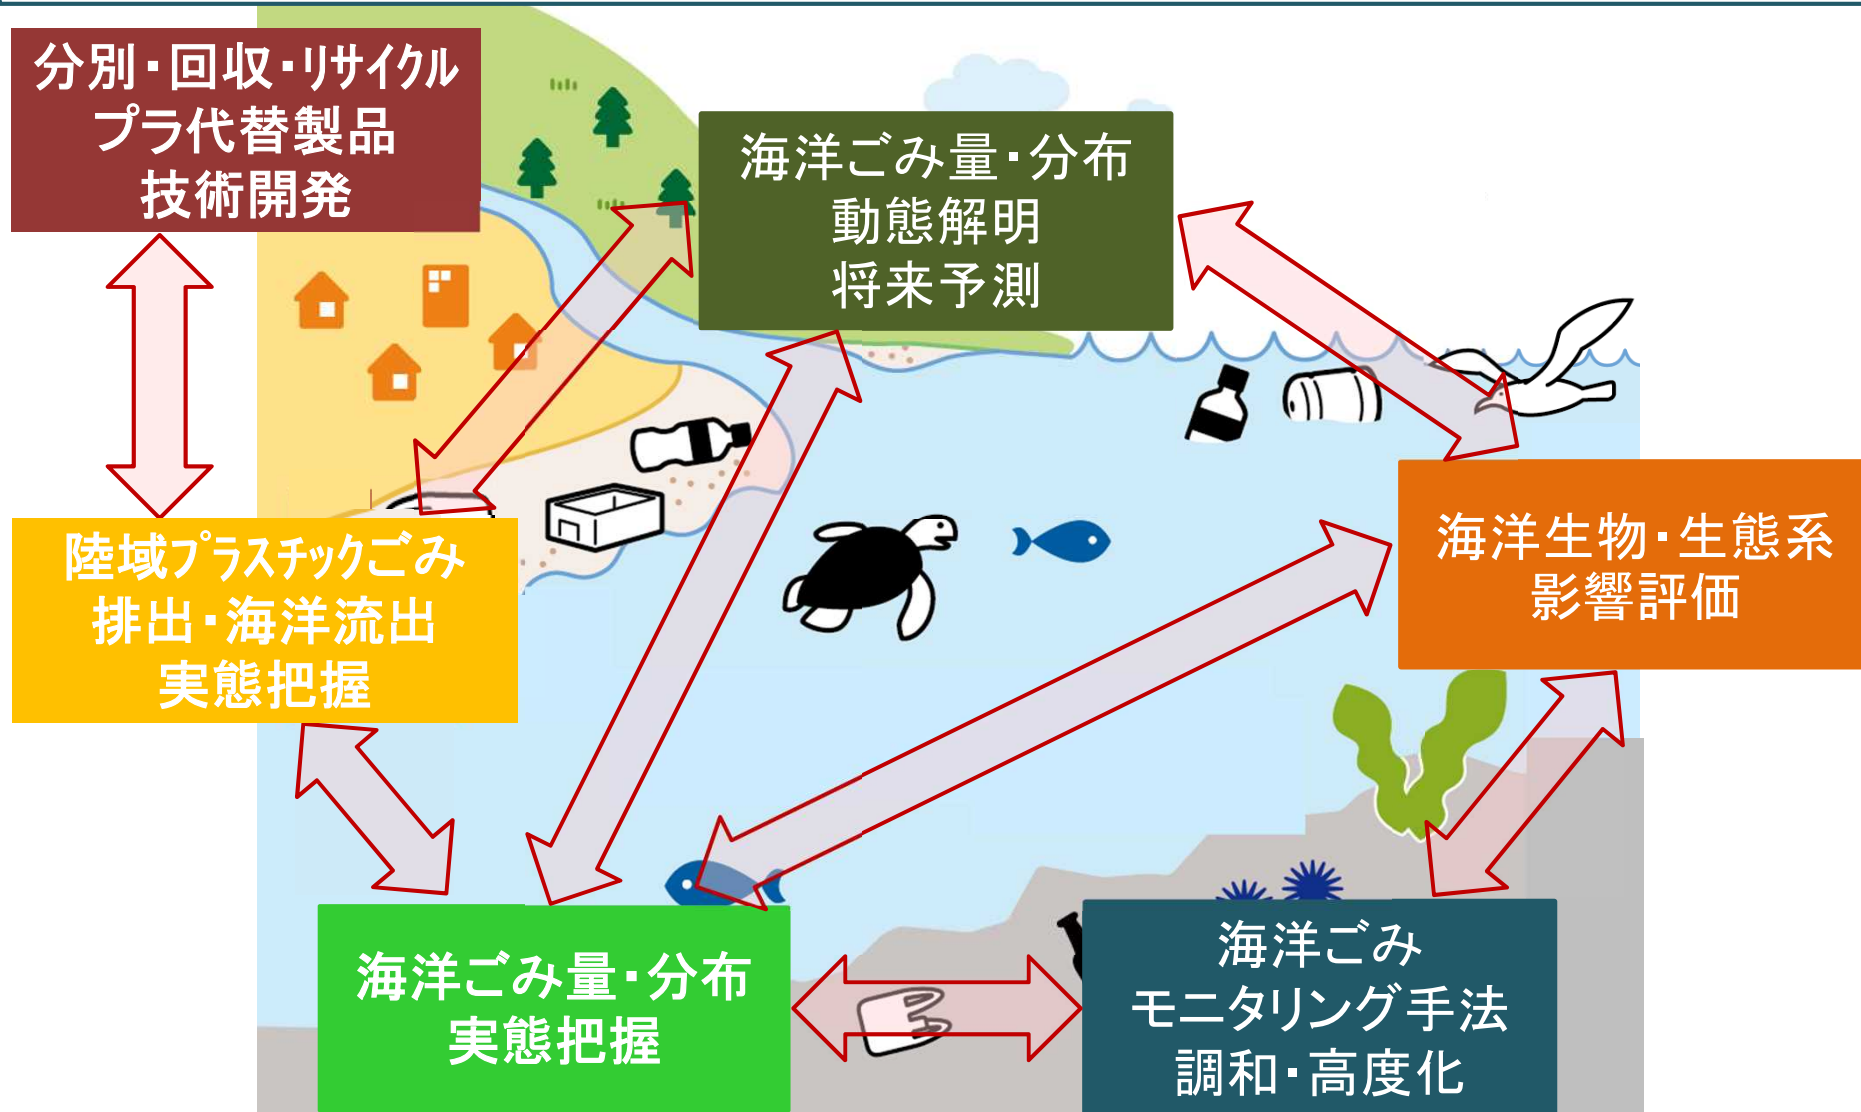 分別・回収・リサイクル
プラ代替製品
技術開発
海洋ごみ量・分布
動態解明
将来予測
陸域プラスチックごみ
排出・海洋流出
実態把握
海洋生物・生態系
影響評価
海洋ごみ量・分布
実態把握
海洋ごみ
モニタリング手法
調和・高度化